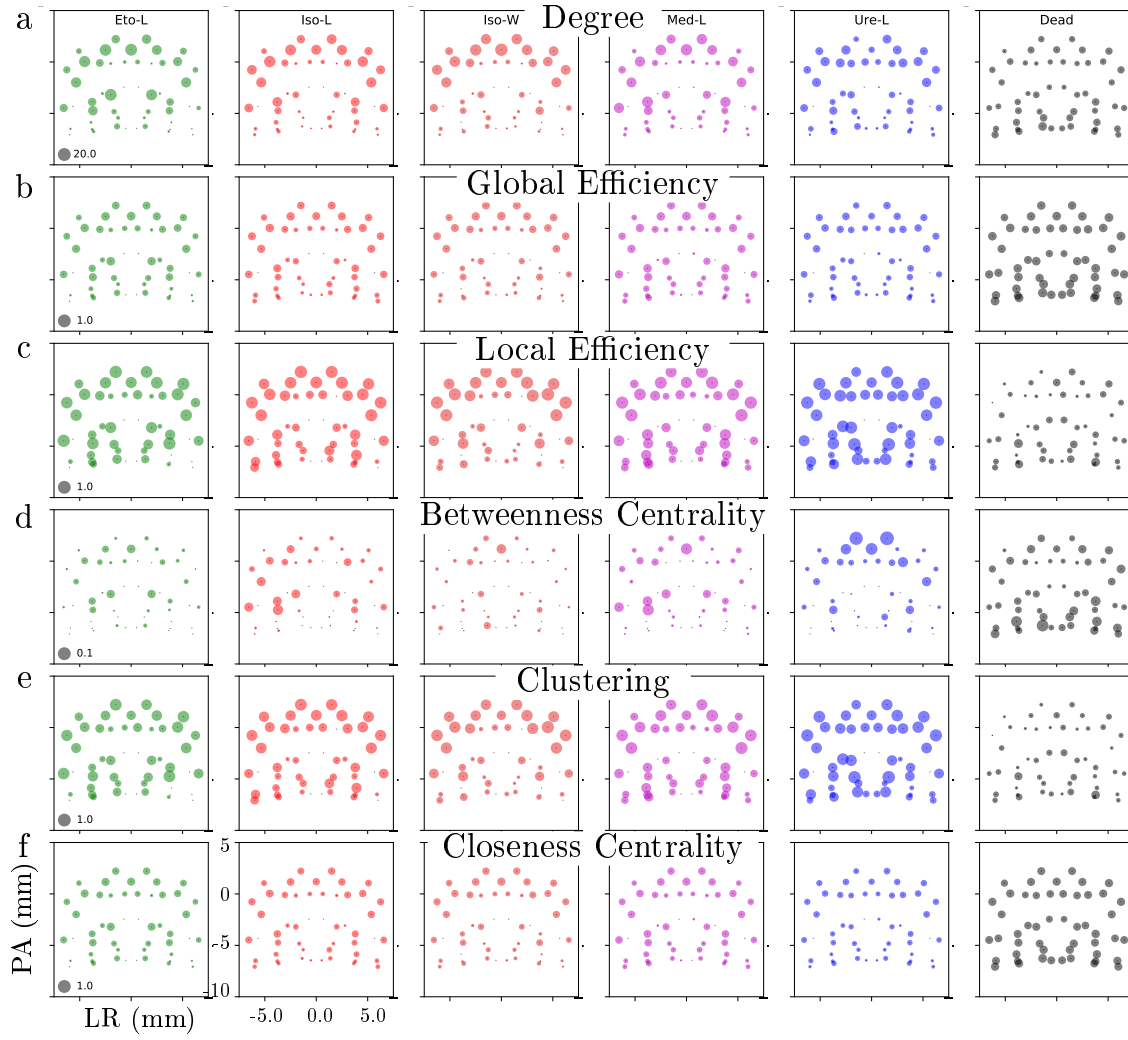 a
Degree
Eto-L
Iso-L
Iso-W
Med-L
Ure-L
Dead
20.0
b
Global Efficiency
1.0
c
Local Efficiency
1.0
d
Betweenness Centrality
0.1
e
Clustering
1.0
f
Closeness Centrality
5
0
-5
-10
PA (mm)
1.0
LR (mm)
-5.0
0.0
5.0